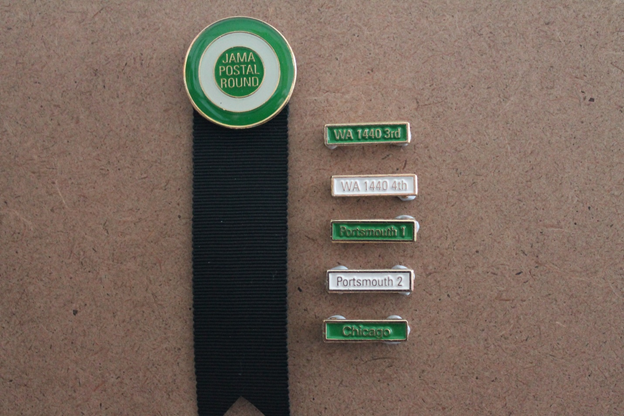 JAMA
POSTAL
ROUND
WA 1440 3rd
WA 1440 4th
Portsmouth 1
Portsmouth 2
Chicago